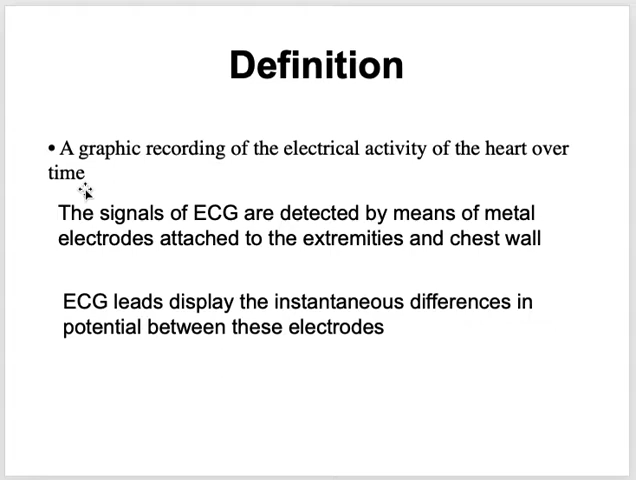 Definition
• A graphic recording of the electrical activity of the heart over
time
The signals of ECG are detected by means of metal
electrodes attached to the extremities and chest wall
ECG leads display the instantaneous differences in
potential between these electrodes